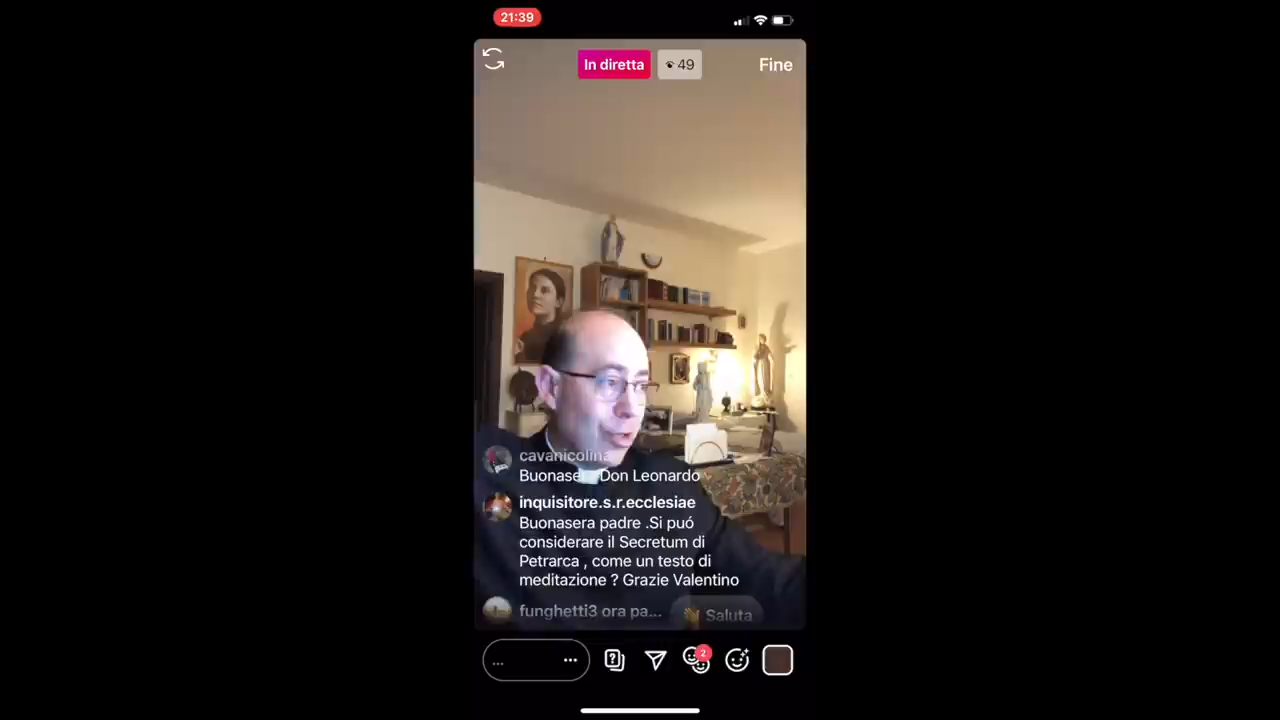 21:39
In diretta
49
Fine
cavanicolina
Buonasera Don Leonardo
inquisitore.s.r.ecclesiae
Buonasera padre .Si puó
considerare il Secretum di
Petrarca , come un testo di
meditazione ? Grazie Valentino
funghetti3 ora pa...
Saluta
...
2